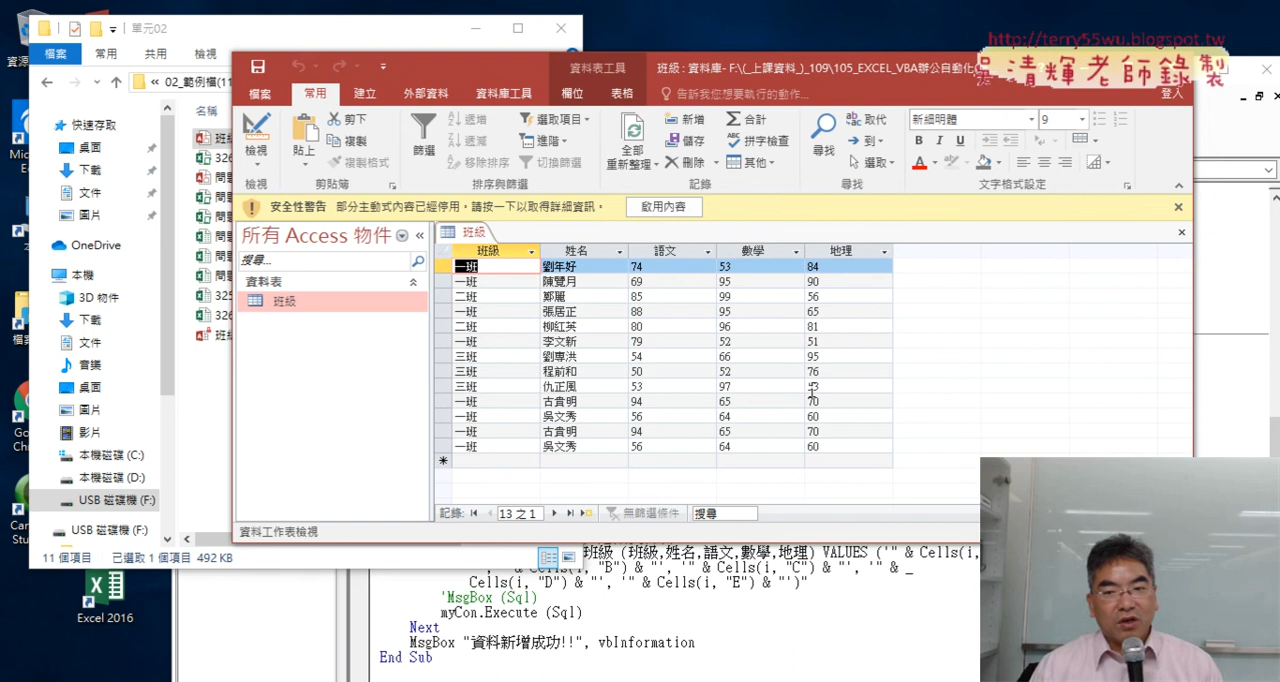 http://terry55wu.blogspot.tw
吳清輝老師錄製
單元02
檔案 常用 共用 檢視
02_範例檔(11
名稱
快速存取
桌面
下載
文件
圖片
OneDrive
本機
3D 物件
下載
文件
音樂
桌面
圖片
影片
本機磁碟 (C:)
本機磁碟 (D:)
USB 磁碟機 (F:)
USB 磁碟機 (F:)
11 個項目 已選取 1 個項目 492 KB
Excel 2016
資料表工具
班級 : 資料庫- F:\(_上課資料_)_109\105_EXCEL_VBA辦公自動化(
登入
檔案 常用 建立 外部資料 資料庫工具 欄位 表格 告訴我您想要執行的動作...
檢視
檢視
貼上
剪下
複製
複製格式
剪貼簿
篩選
遞增
遞減
移除排序
選取項目
進階
切換篩選
排序與篩選
全部
重新整理
新增
儲存
刪除
合計
拼字檢查
其他
記錄
尋找
取代
到
選取
尋找
新細明體 9
B I U
文字格式設定
安全性警告 部分主動式內容已經停用。請按一下以取得詳細資訊。 啟用內容
所有 Access 物件
搜尋...
資料表
班級
班級
班級 姓名 語文 數學 地理
一班 劉年好 74 53 84
一班 陳覽月 69 95 90
二班 鄭麗 85 99 56
一班 張居正 88 95 65
二班 柳紅英 80 96 81
一班 李文新 79 52 51
三班 劉專洪 54 66 95
三班 程前和 50 52 76
三班 仇正風 53 97
一班 古貴明 94 65 70
一班 吳文秀 56 64 60
一班 古貴明 94 65 70
一班 吳文秀 56 64 60
記錄: 13 之 1 無篩選條件 搜尋
資料工作表檢視
班級 (班級,姓名,語文,數學,地理) VALUES ('" & Cells(i,
"B") & "', '" & Cells(i, "C") & "', '" & _
Cells(i, "D") & "', '" & Cells(i, "E") & "')"
'MsgBox (Sql)
myCon.Execute (Sql)
Next
MsgBox "資料新增成功!!", vbInformation
End Sub